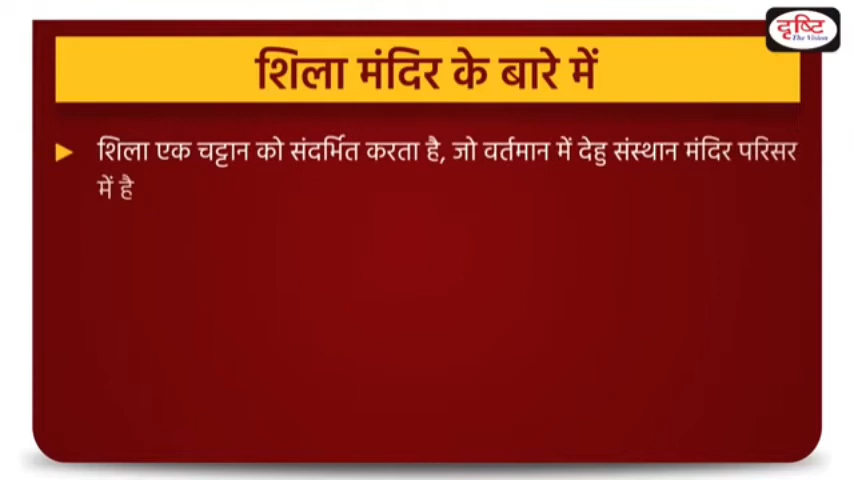 दृष्टि
The Vision
शिला मंदिर के बारे में
शिला एक चट्टान को संदर्भित करता है, जो वर्तमान में देहु संस्थान मंदिर परिसर
में है